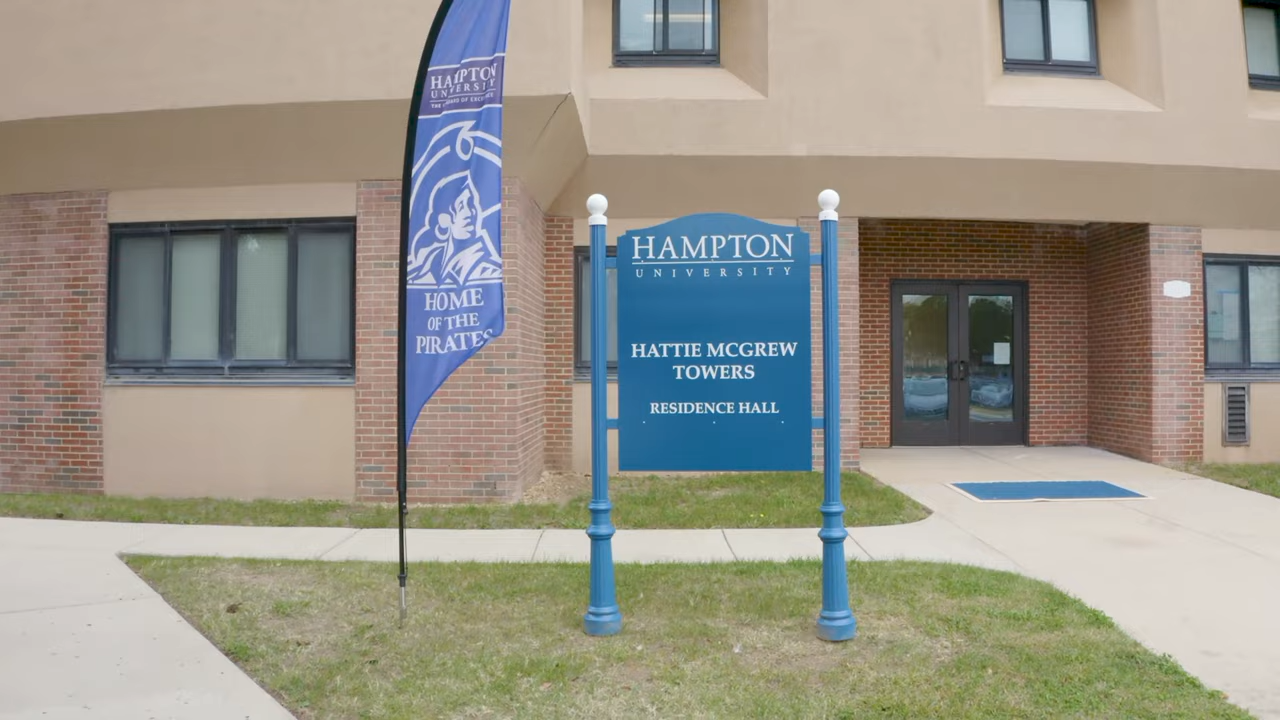 HAMPTON
UNIVERSITY
HOME
OF THE
PIRATES
HAMPTON
UNIVERSITY
HATTIE MCGREW
TOWERS
RESIDENCE HALL